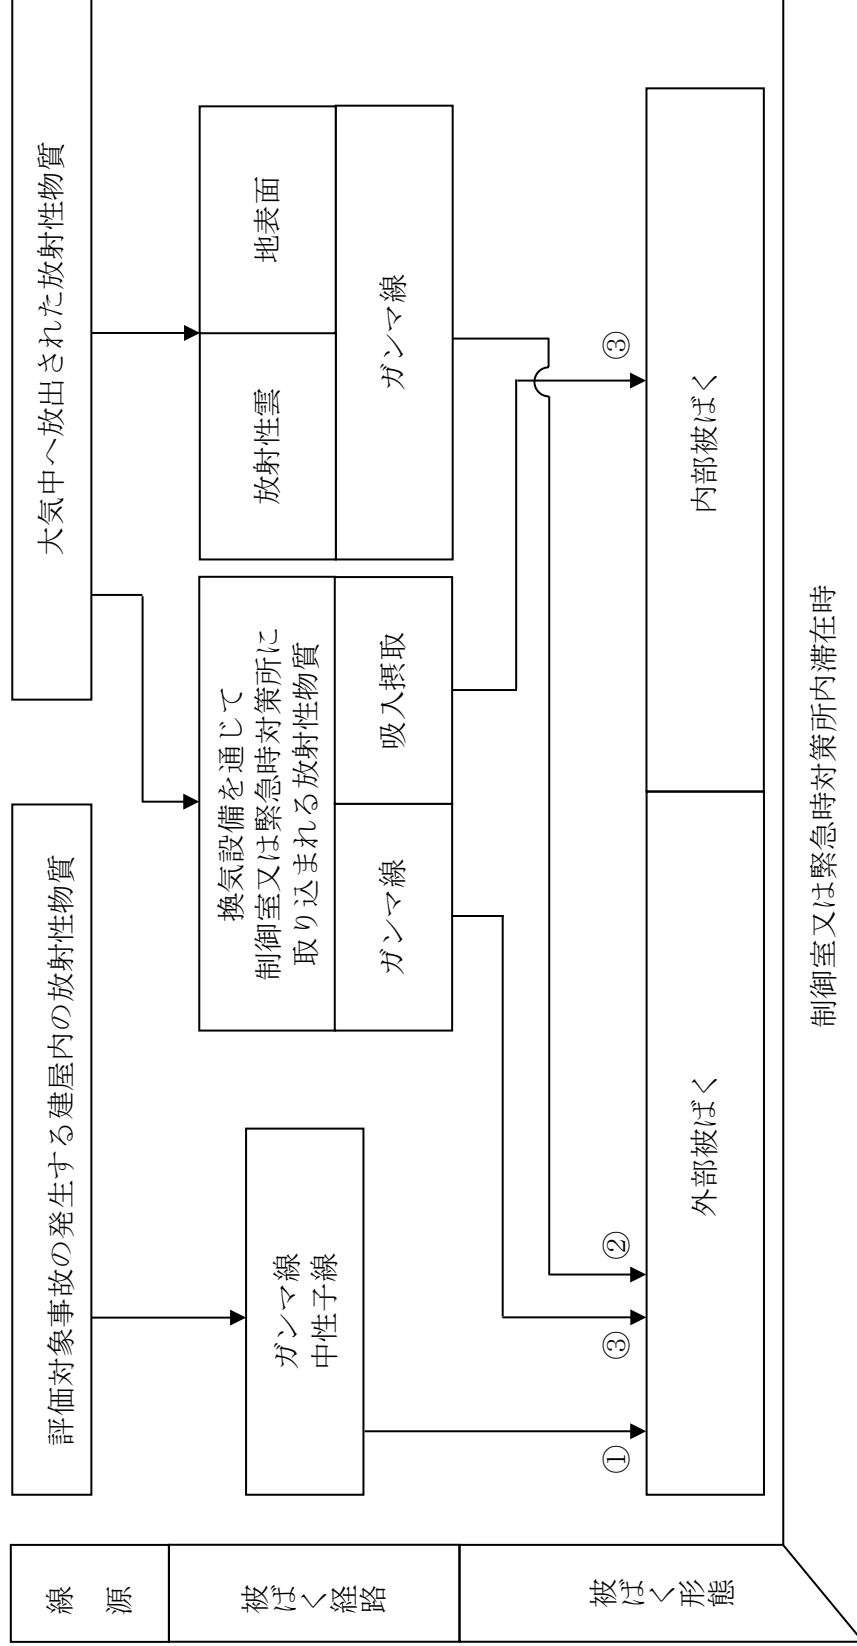 線源
評価対象事故の発生する建屋内の放射性物質
大気中へ放出された放射性物質
被ばく経路
ガンマ線
中性子線
換気設備を通じて
制御室又は緊急時対策所に
取り込まれる放射性物質
ガンマ線
吸入摂取
放射性雲
地表面
ガンマ線
被ばく形態
①
③
②
③
外部被ばく
内部被ばく
制御室又は緊急時対策所内滞在時